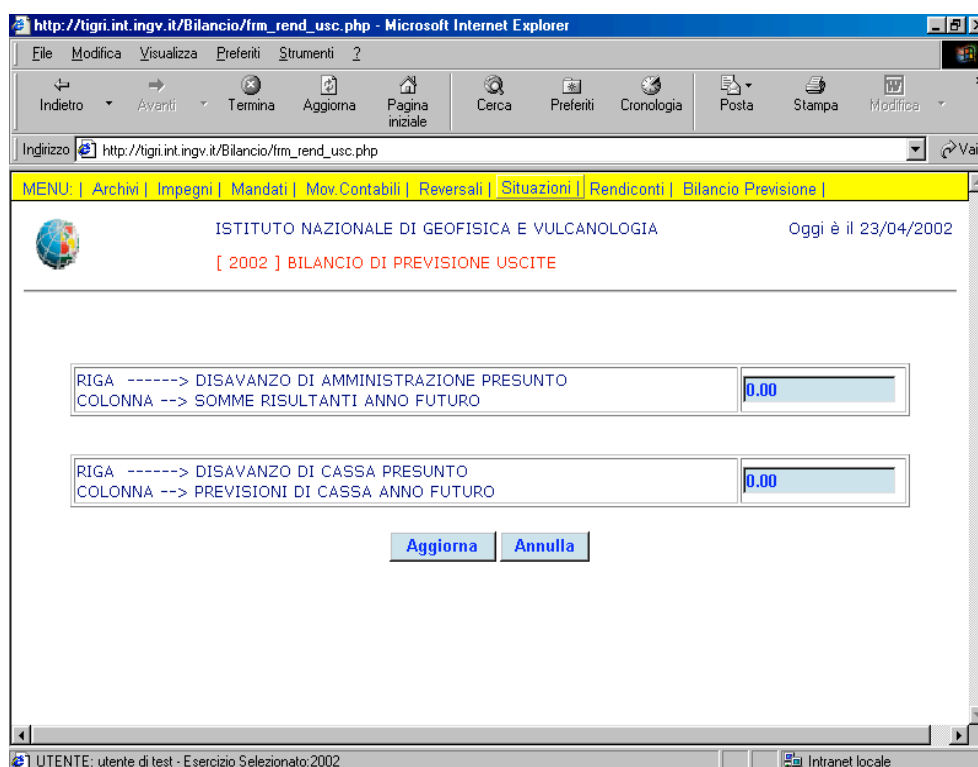 http://tigri.int.ingv.it/Bilancio/frm_rend_usc.php - Microsoft Internet Explorer
File Modifica Visualizza Preferiti Strumenti ?
Indietro Avanti Termina Aggiorna Pagina iniziale Cerca Preferiti Cronologia Posta Stampa Modifica
Indirizzo http://tigri.int.ingv.it/Bilancio/frm_rend_usc.php Vai
MENU: | Archivi | Impegni | Mandati | Mov.Contabili | Reversali | Situazioni | Rendiconti | Bilancio Previsione |
ISTITUTO NAZIONALE DI GEOFISICA E VULCANOLOGIA Oggi è il 23/04/2002
[ 2002 ] BILANCIO DI PREVISIONE USCITE
RIGA ------> DISAVANZO DI AMMINISTRAZIONE PRESUNTO 0.00
COLONNA --> SOMME RISULTANTI ANNO FUTURO
RIGA ------> DISAVANZO DI CASSA PRESUNTO 0.00
COLONNA --> PREVISIONI DI CASSA ANNO FUTURO
Aggiorna Annulla
UTENTE: utente di test - Esercizio Selezionato:2002 Intranet locale